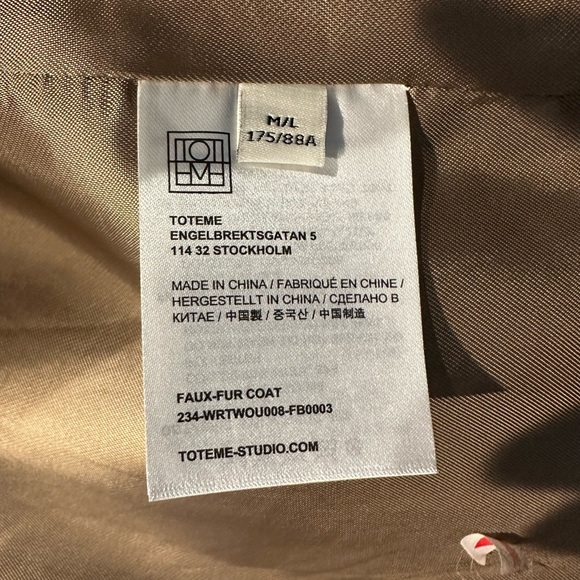 M/L
175/88A
TOTEME
TOTEME
ENGELBREKTSGATAN 5
114 32 STOCKHOLM
MADE IN CHINA / FABRIQUÉ EN CHINE /
HERGESTELLT IN CHINA / СДЕЛАНО В
КИТАЕ / 中国製 / 중국산 / 中国制造
FAUX-FUR COAT
234-WRTWOU008-FB0003
TOTEME-STUDIO.COM